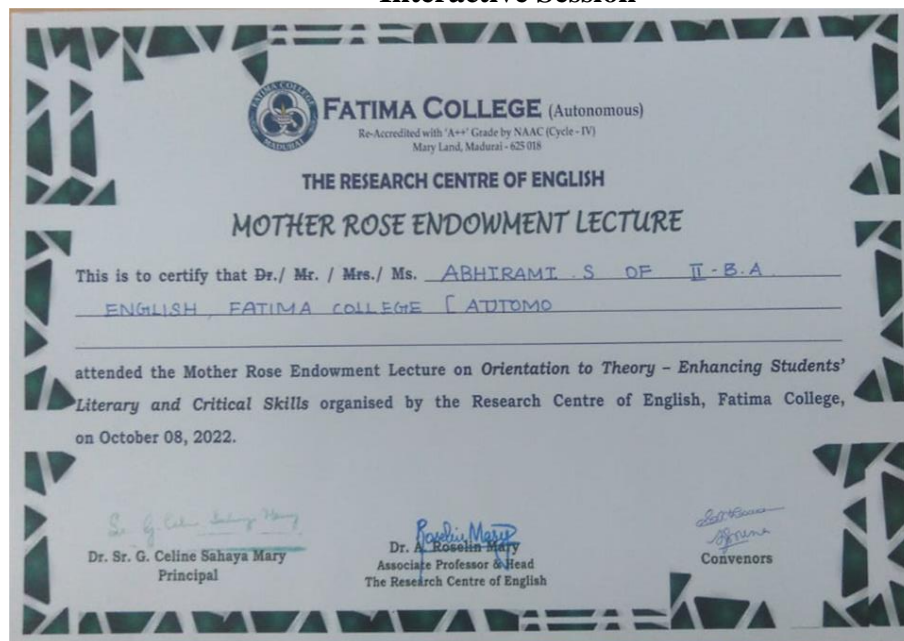 Interactive Session
FATIMA COLLEGE (Autonomous)
Re-Accredited with 'A++' Grade by NAAC (Cycle - IV)
Mary Land, Madurai - 625 018
THE RESEARCH CENTRE OF ENGLISH
MOTHER ROSE ENDOWMENT LECTURE
This is to certify that Dr./ Mr. / Mrs./ Ms. ABHIRAMI. S OF II - B.A
ENGLISH, FATIMA COLLEGE [ AUTOMO
attended the Mother Rose Endowment Lecture on Orientation to Theory – Enhancing Students'
Literary and Critical Skills organised by the Research Centre of English, Fatima College,
on October 08, 2022.
Roselin Mary
Dr. Sr. G. Celine Sahaya Mary
Principal
Dr. A. Roselin Mary
Associate Professor & Head
The Research Centre of English
Convenors